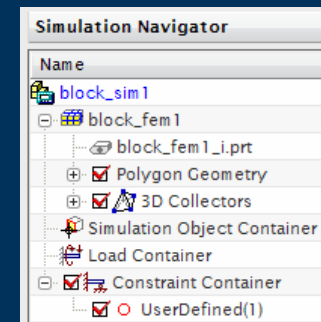 Simulation Navigator
Name
block_sim1
block_fem1
block_fem1_i.prt
Polygon Geometry
3D Collectors
Simulation Object Container
Load Container
Constraint Container
UserDefined(1)